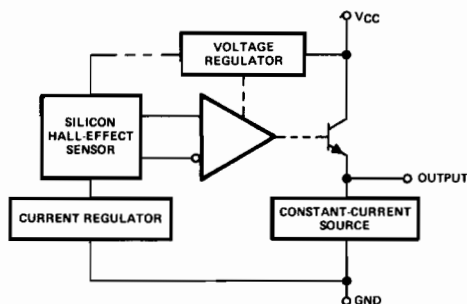 VCC
VOLTAGE
REGULATOR
SILICON
HALL-EFFECT
SENSOR
OUTPUT
CURRENT REGULATOR
CONSTANT-CURRENT
SOURCE
GND